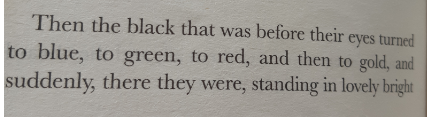 Then the black that was before their eyes turned
to blue, to green, to red, and then to gold, and
suddenly, there they were, standing in lovely bright